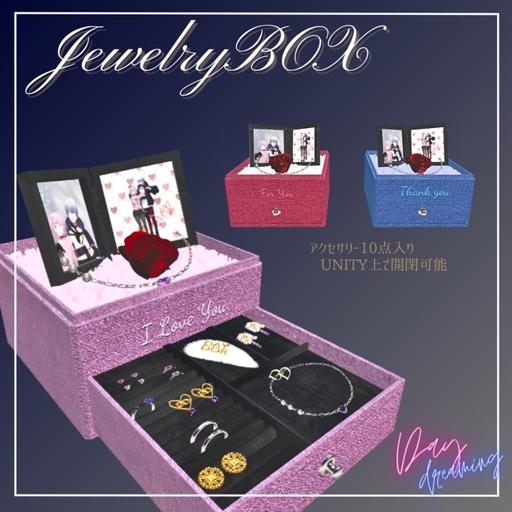 JewelryBOX
For You
Thank you
アクセサリー10点入り
UNITY上で開閉可能
I Love You
Day
dreaming